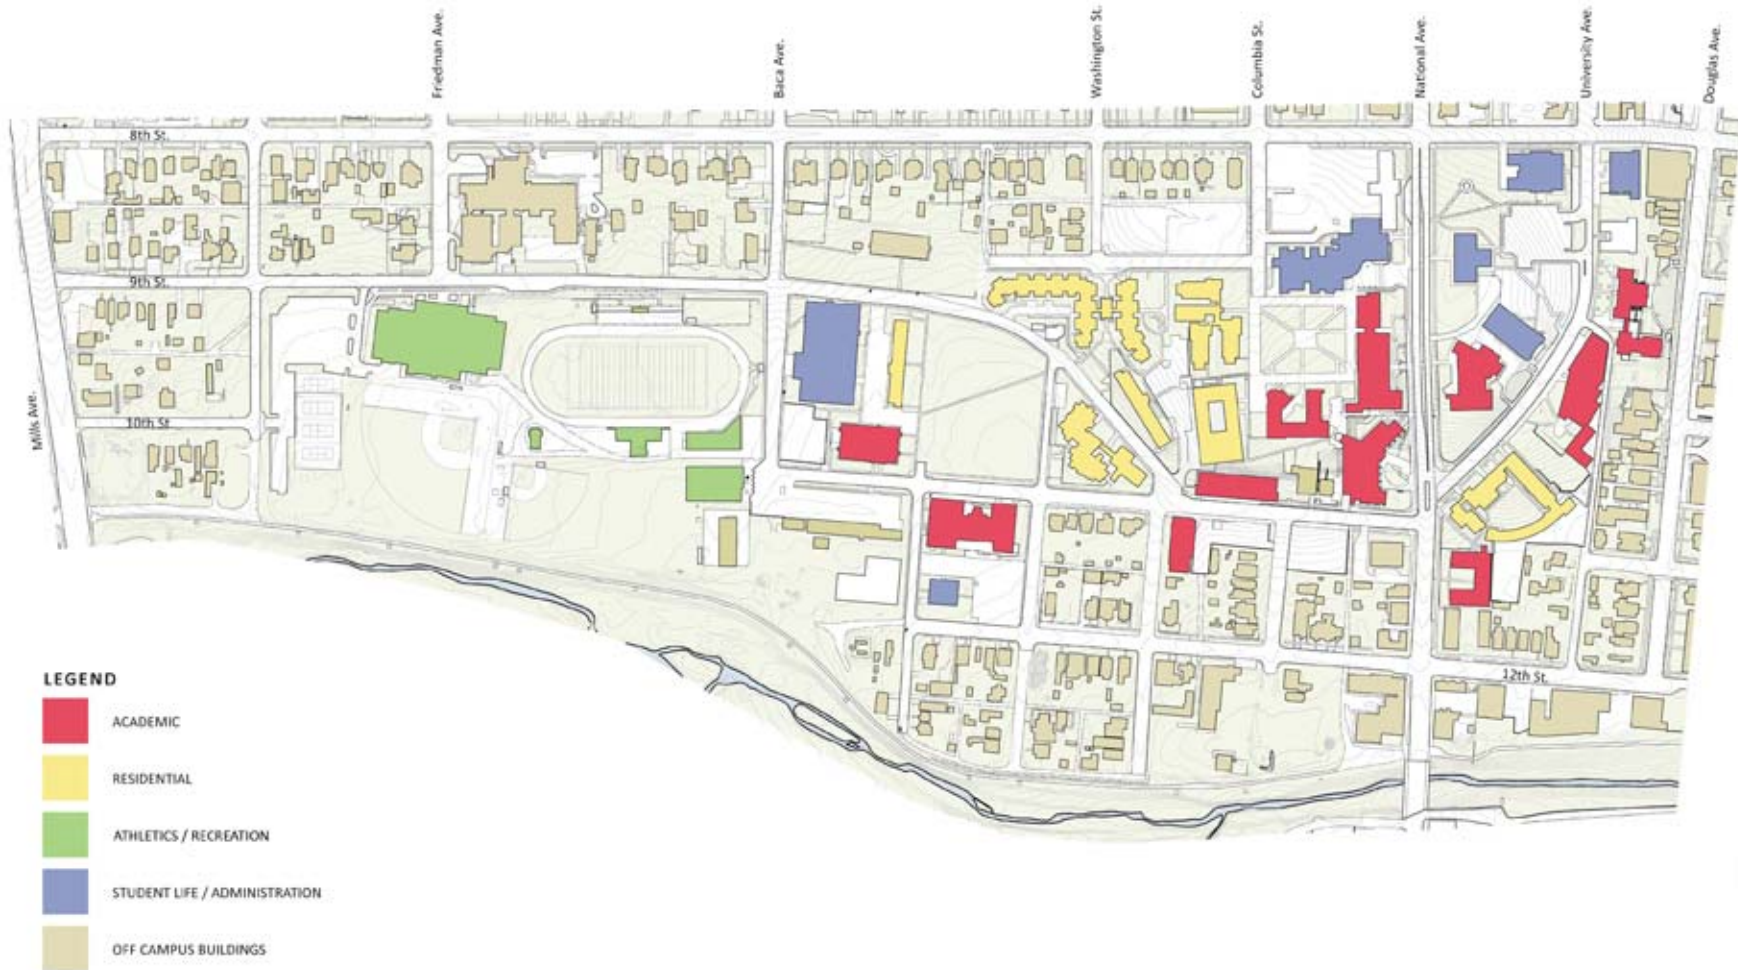 Friedman Ave.
Baca Ave.
Washington St.
Columbia St.
National Ave.
University Ave.
Douglas Ave.
8th St.
9th St.
Mills Ave.
10th St
12th St.
LEGEND
ACADEMIC
RESIDENTIAL
ATHLETICS / RECREATION
STUDENT LIFE / ADMINISTRATION
OFF CAMPUS BUILDINGS